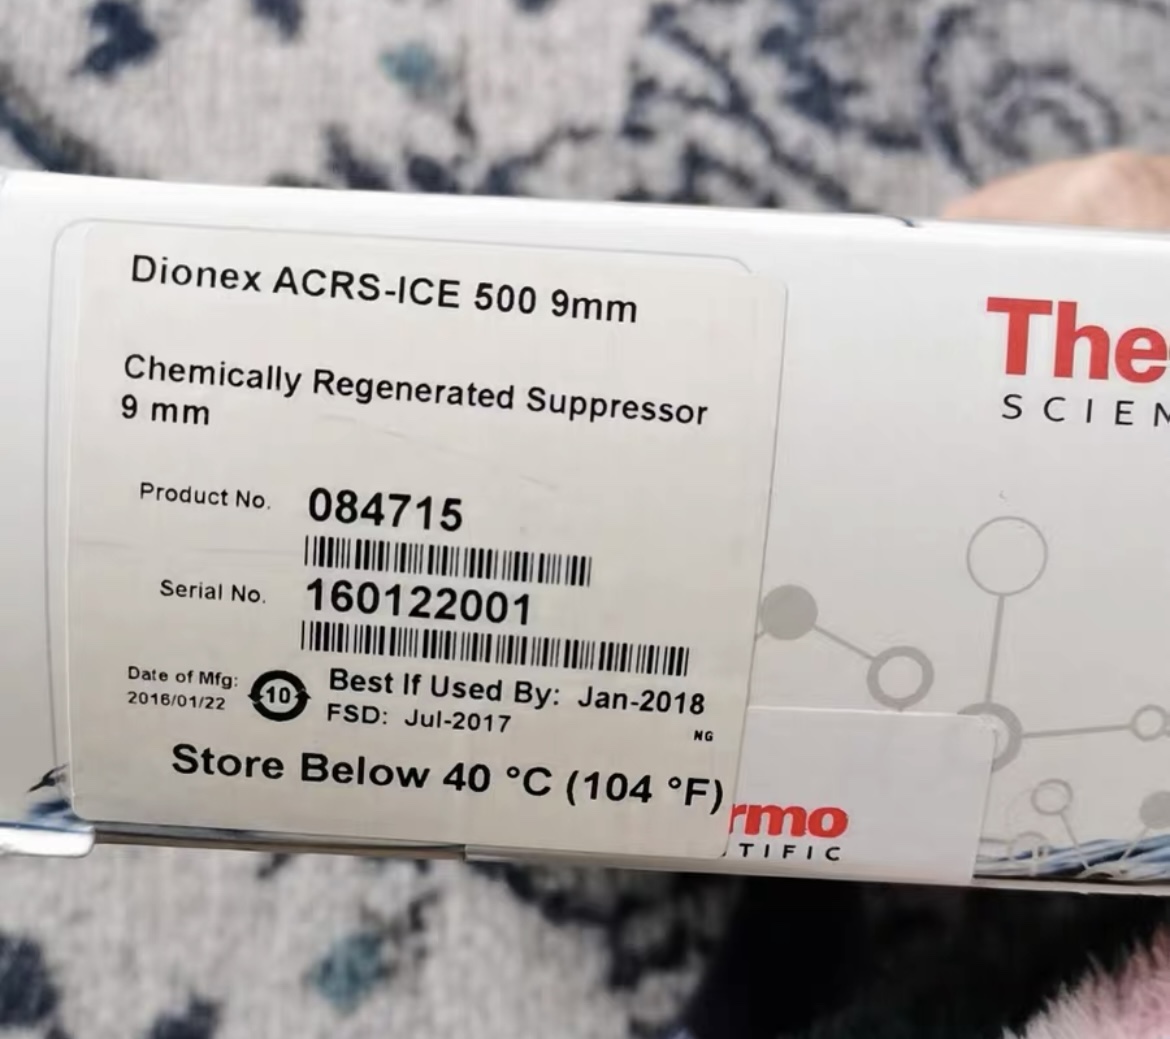 Dionex ACRS-ICE 500 9mm
Chemically Regenerated Suppressor
9 mm
Product No. 084715
Serial No. 160122001
Date of Mfg:
2016/01/22
10
Best If Used By: Jan-2018
FSD: Jul-2017
NG
Store Below 40 °C (104 °F)
The
SCIEN
rmo
TIFIC